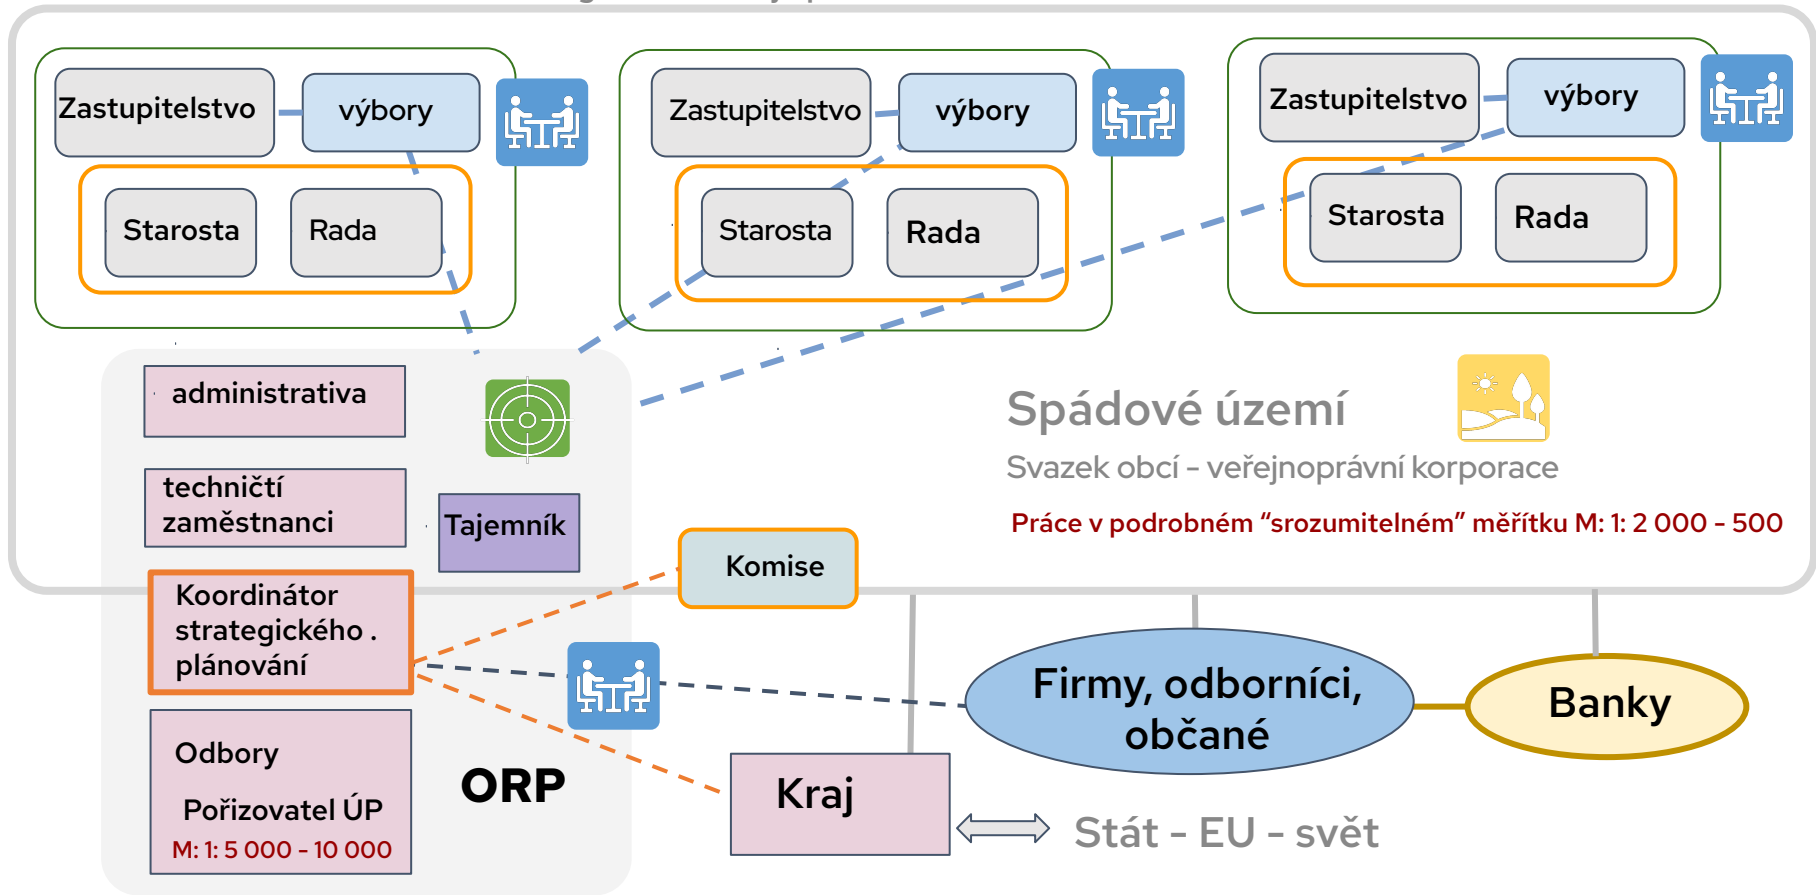 Zastupitelstvo
výbory
Starosta
Rada
Zastupitelstvo
výbory
Starosta
Rada
Zastupitelstvo
výbory
Starosta
Rada
administrativa
techničtí
zaměstnanci
Tajemník
Koordinátor
strategického .
plánování
Odbory
Pořizovatel ÚP
M: 1: 5 000 - 10 000
ORP
Spádové území
Svazek obcí - veřejnoprávní korporace
Práce v podrobném “srozumitelném” měřítku M: 1: 2 000 - 500
Komise
Firmy, odborníci,
občané
Banky
Kraj
Stát - EU - svět